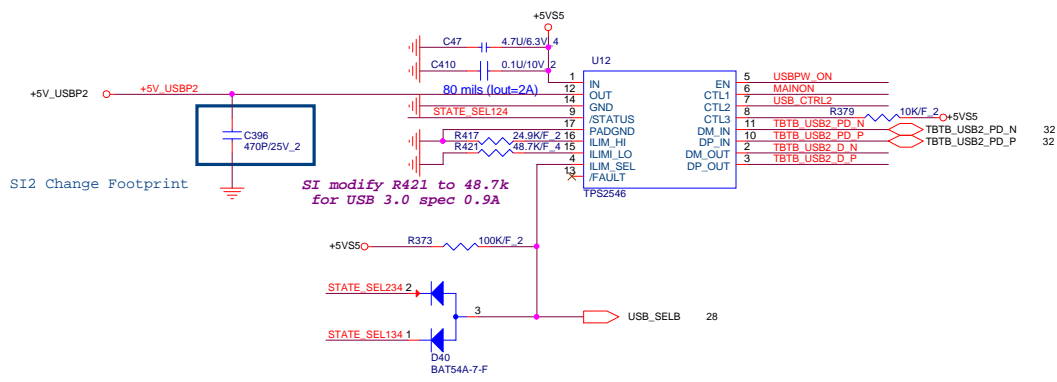 +5VS5
C47 4.7U/6.3V_4
C410 0.1U/10V_2
U12
80 mils (Iout=2A)
+5V_USBP2 +5V_USBP2
1 IN EN 5 USBPW_ON
12 OUT CTL1 6 MAINON
14 GND CTL2 7 USB_CTRL2
STATE_SEL124 9 /STATUS CTL3 8 R379 10K/F_2 +5VS5
17 PADGND DM_IN 11 TBTB_USB2_PD_N TBTB_USB2_PD_N 32
R417 24.9K/F_2 16 ILIM_HI DP_IN 10 TBTB_USB2_PD_P TBTB_USB2_PD_P 32
R421 48.7K/F_4 15 ILIMI_LO DM_OUT 2 TBTB_USB2_D_N
4 ILIM_SEL DP_OUT 3 TBTB_USB2_D_P
13 /FAULT
TPS2546
C396
470P/25V_2
SI2 Change Footprint
SI modify R421 to 48.7k
for USB 3.0 spec 0.9A
+5VS5 R373 100K/F_2
STATE_SEL234 2
3 USB_SELB 28
STATE_SEL134 1
D40
BAT54A-7-F